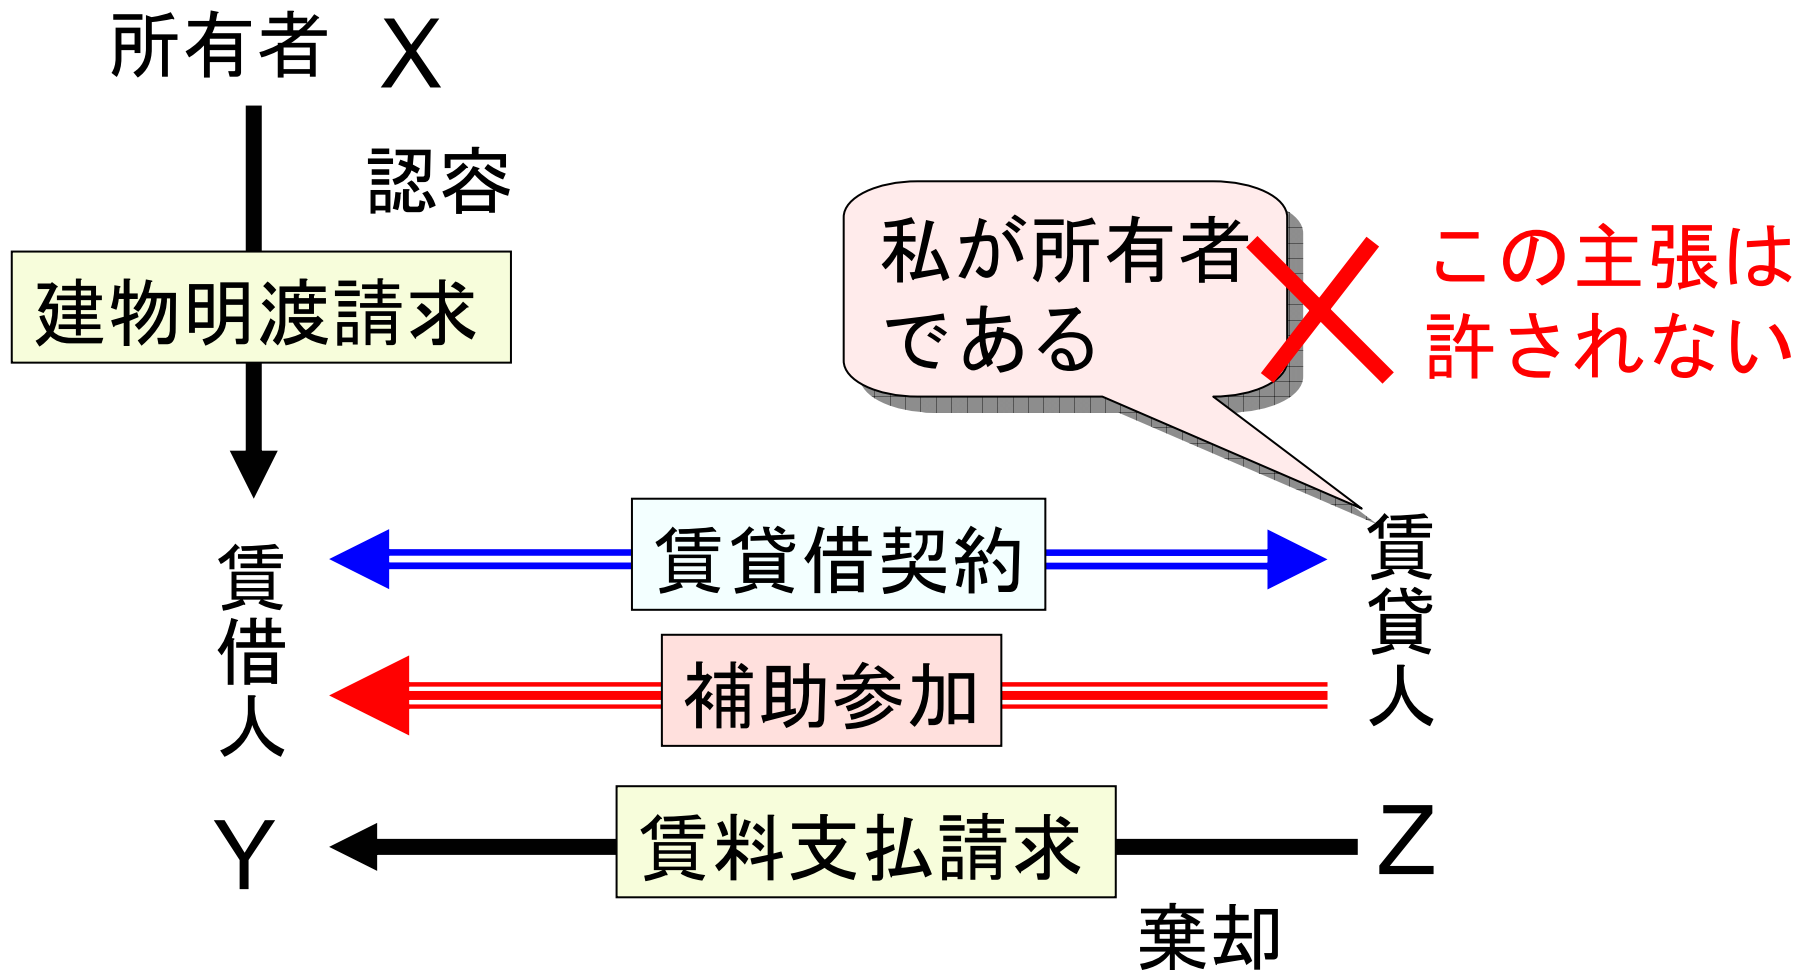 所有者 X
認容
建物明渡請求
私が所有者
である
この主張は
許されない
賃貸借契約
賃借人
賃貸人
補助参加
Y
賃料支払請求
Z
棄却